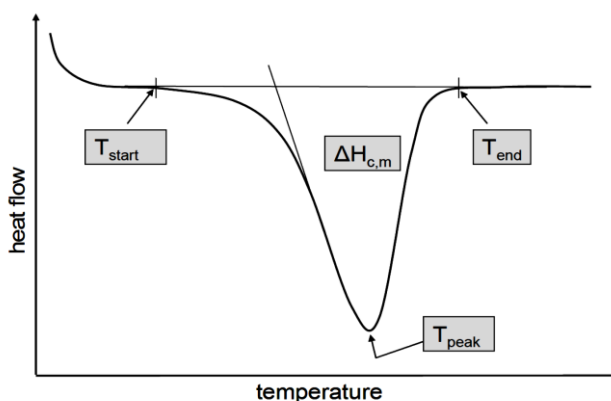 heat flow
T_start
ΔH_c,m
T_end
T_peak
temperature